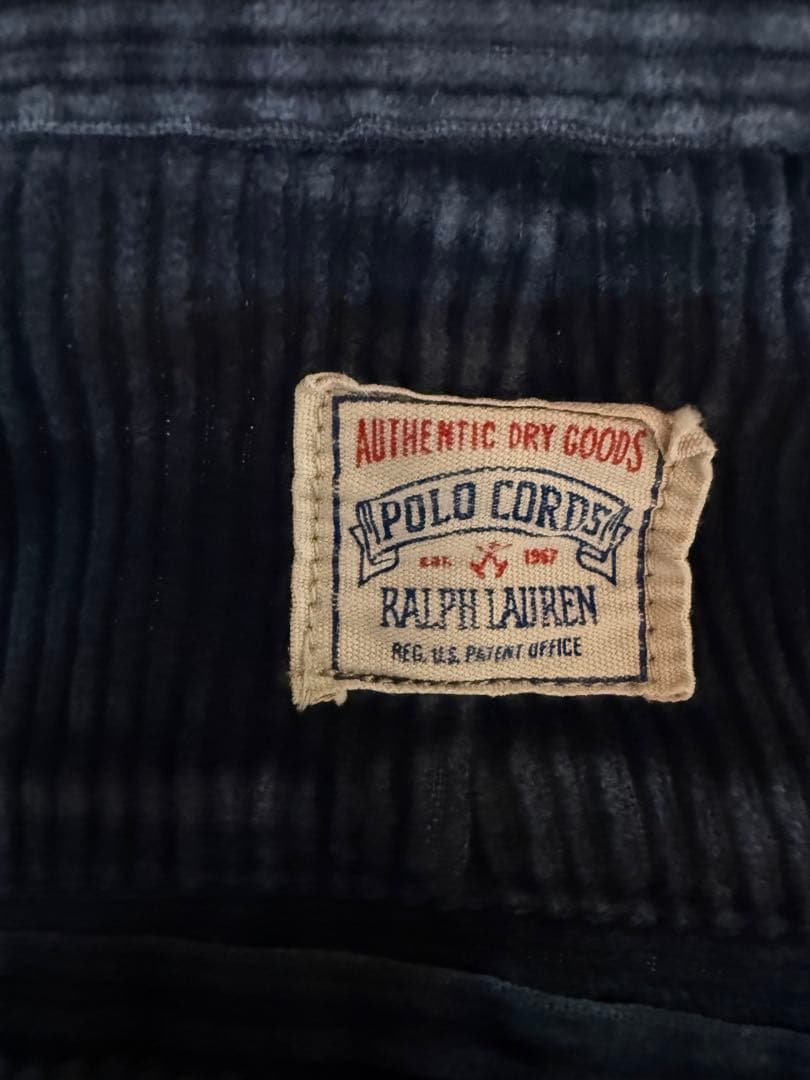 AUTHENTIC DRY GOODS
POLO CORDS
EST. 1967
RALPH LAUREN
REG. U.S. PATENT OFFICE